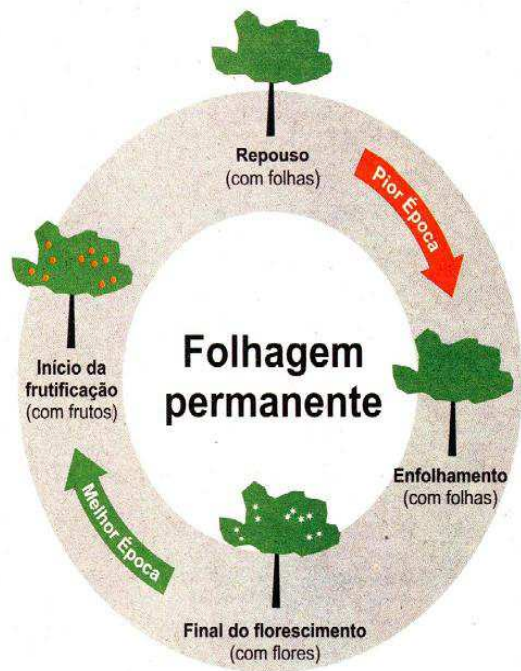 Repouso
(com folhas)
Pior Época
Enfolhamento
(com folhas)
Final do florescimento
(com flores)
Melhor Época
Início da
frutificação
(com frutos)
Folhagem
permanente